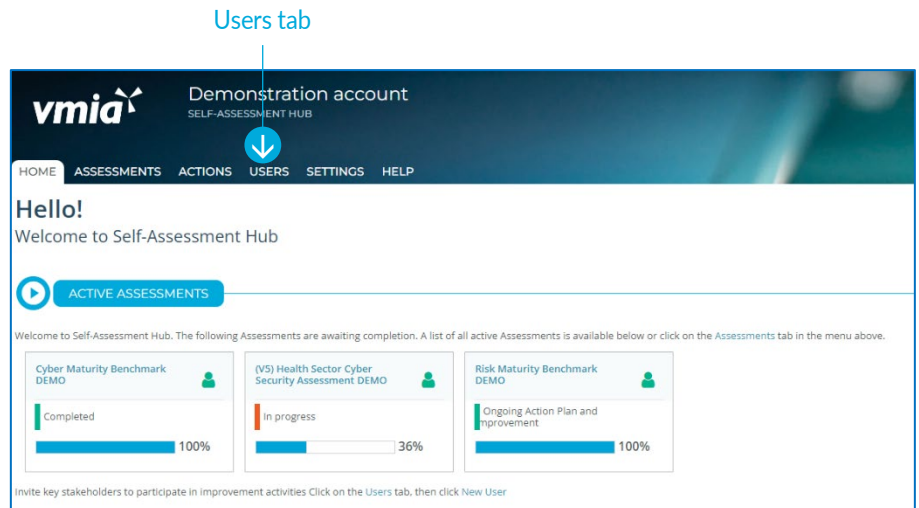 Users tab
vmia
Demonstration account
SELF-ASSESSMENT HUB
HOME ASSESSMENTS ACTIONS USERS SETTINGS HELP
Hello!
Welcome to Self-Assessment Hub
ACTIVE ASSESSMENTS
Welcome to Self-Assessment Hub. The following Assessments are awaiting completion. A list of all active Assessments is available below or click on the Assessments tab in the menu above.
Cyber Maturity Benchmark
DEMO
Completed
100%
(V5) Health Sector Cyber
Security Assessment DEMO
In progress
36%
Risk Maturity Benchmark
DEMO
Ongoing Action Plan and
mprovement
100%
Invite key stakeholders to participate in improvement activities Click on the Users tab, then click New User